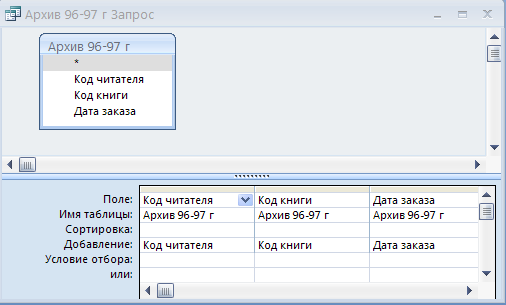 Архив 96-97 г Запрос
Архив 96-97 г
*
Код читателя
Код книги
Дата заказа
Поле: Код читателя Код книги Дата заказа
Имя таблицы: Архив 96-97 г Архив 96-97 г Архив 96-97 г
Сортировка:
Добавление: Код читателя Код книги Дата заказа
Условие отбора:
или: